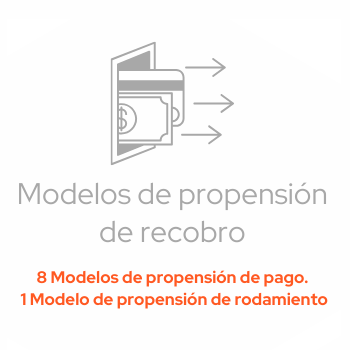 $
Modelos de propensión
de recobro
8 Modelos de propensión de pago.
1 Modelo de propensión de rodamiento